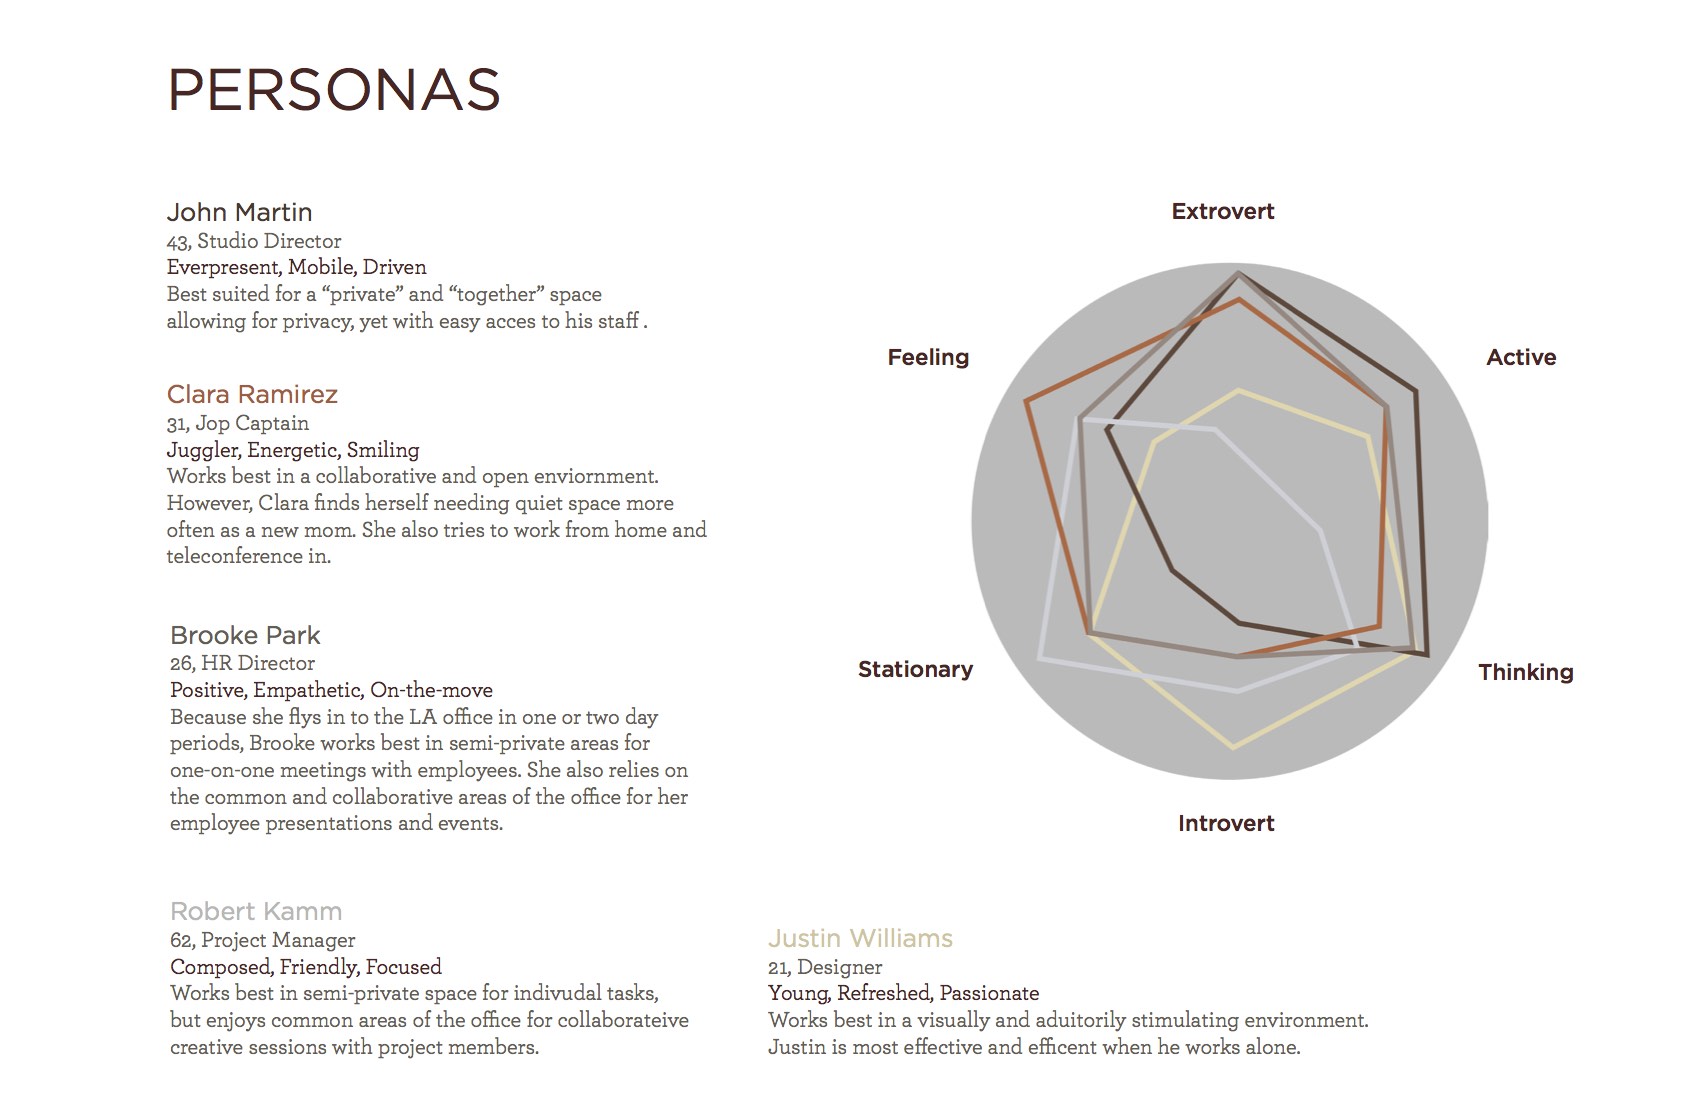 PERSONAS
John Martin
43, Studio Director
Everpresent, Mobile, Driven
Best suited for a “private” and “together” space
allowing for privacy, yet with easy acces to his staff .
Clara Ramirez
31, Jop Captain
Juggler, Energetic, Smiling
Works best in a collaborative and open enviornment.
However, Clara finds herself needing quiet space more
often as a new mom. She also tries to work from home and
teleconference in.
Brooke Park
26, HR Director
Positive, Empathetic, On-the-move
Because she flys in to the LA office in one or two day
periods, Brooke works best in semi-private areas for
one-on-one meetings with employees. She also relies on
the common and collaborative areas of the office for her
employee presentations and events.
Robert Kamm
62, Project Manager
Composed, Friendly, Focused
Works best in semi-private space for indivudal tasks,
but enjoys common areas of the office for collaborateive
creative sessions with project members.
Extrovert
Feeling
Active
Stationary
Thinking
Introvert
Justin Williams
21, Designer
Young, Refreshed, Passionate
Works best in a visually and aduitorily stimulating environment.
Justin is most effective and efficent when he works alone.